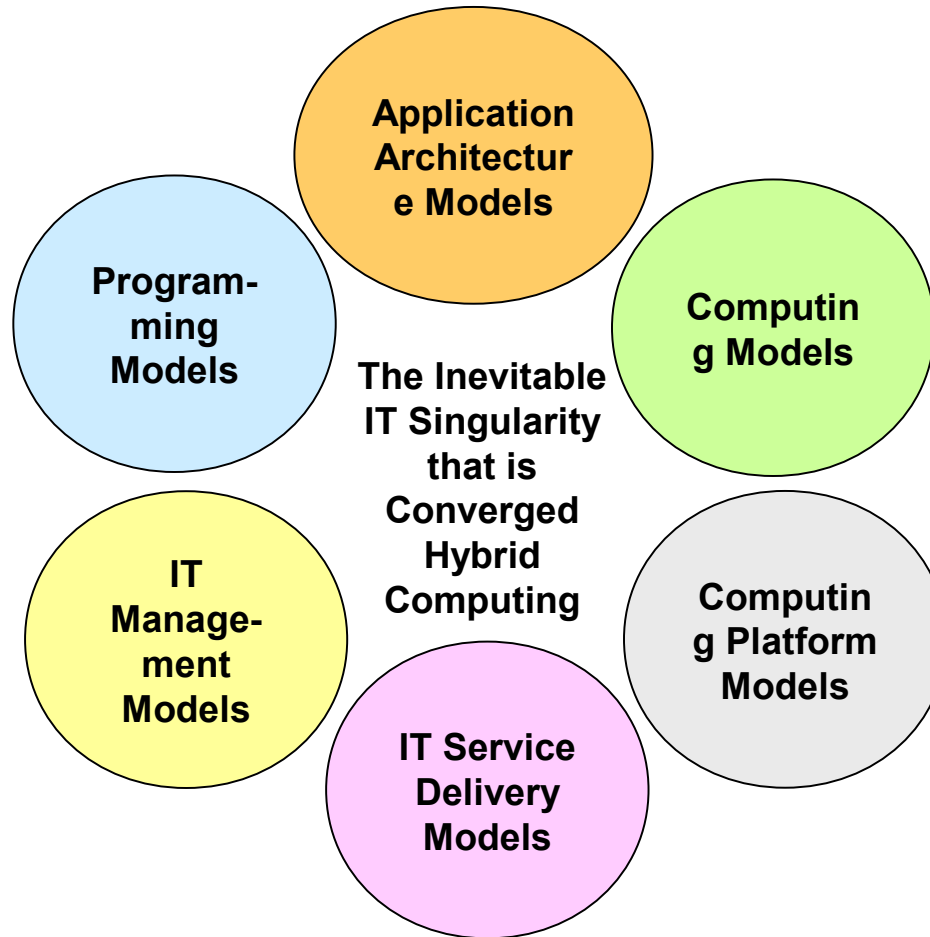 Application
Architectur
e Models
Program-
ming
Models
Computin
g Models
The Inevitable
IT Singularity
that is
Converged
Hybrid
Computing
IT
Manage-
ment
Models
Computin
g Platform
Models
IT Service
Delivery
Models